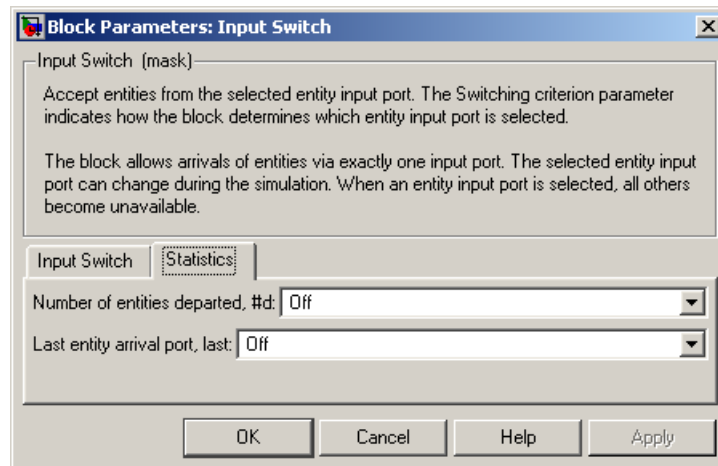 Block Parameters: Input Switch
Input Switch (mask)
Accept entities from the selected entity input port. The Switching criterion parameter
indicates how the block determines which entity input port is selected.
The block allows arrivals of entities via exactly one input port. The selected entity input
port can change during the simulation. When an entity input port is selected, all others
become unavailable.
Input Switch Statistics
Number of entities departed, #d: Off
Last entity arrival port, last: Off
OK Cancel Help Apply